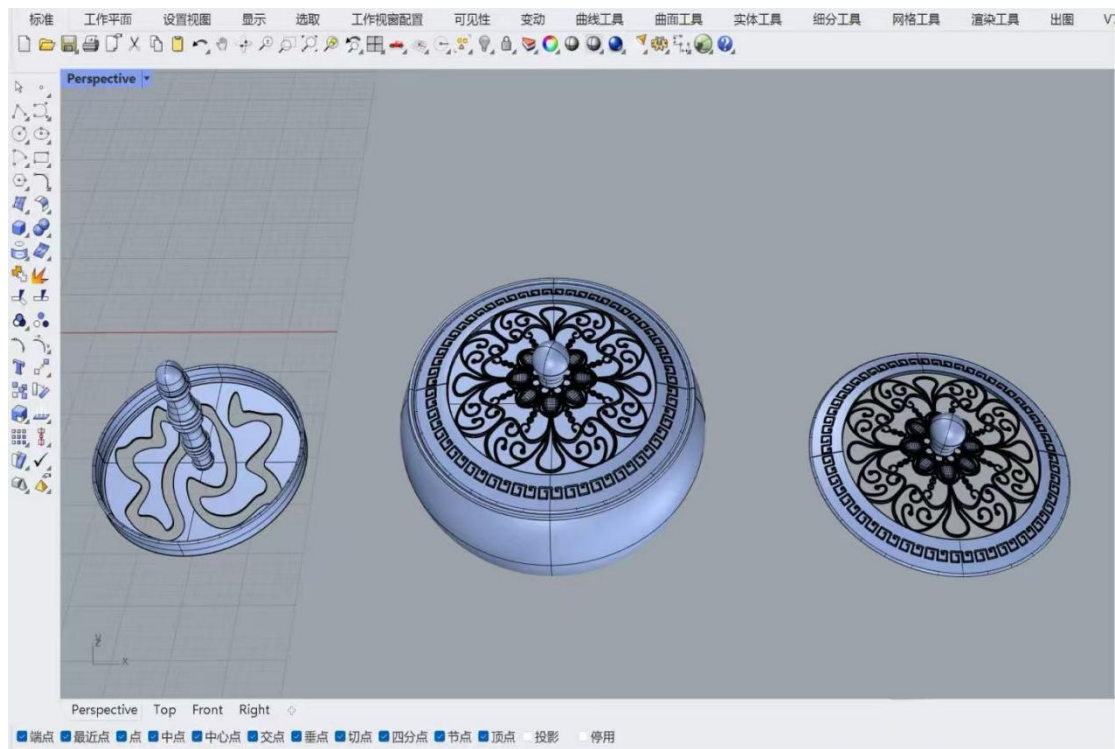 标准 工作平面 设置视图 显示 选取 工作视窗配置 可见性 变动 曲线工具 曲面工具 实体工具 细分工具 网格工具 渲染工具 出图 V7
Perspective
T
z
x
Perspective Top Front Right
端点 最近点 点 中点 中心点 交点 垂点 切点 四分点 节点 顶点 投影 停用